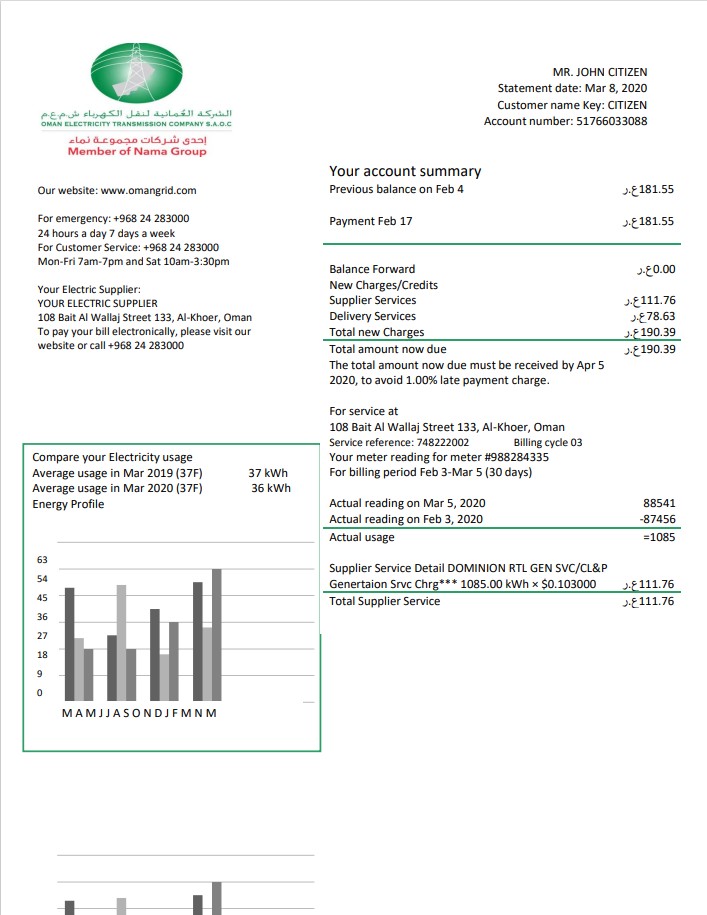 الشركة العُمانية لنقل الكهرباء ش.م.ع.م
OMAN ELECTRICITY TRANSMISSION COMPANY S.A.O.C
إحدى شركات مجموعة نماء
Member of Nama Group
MR. JOHN CITIZEN
Statement date: Mar 8, 2020
Customer name Key: CITIZEN
Account number: 51766033088
Our website: www.omangrid.com
For emergency: +968 24 283000
24 hours a day 7 days a week
For Customer Service: +968 24 283000
Mon-Fri 7am-7pm and Sat 10am-3:30pm
Your Electric Supplier:
YOUR ELECTRIC SUPPLIER
108 Bait Al Wallaj Street 133, Al-Khoer, Oman
To pay your bill electronically, please visit our
website or call +968 24 283000
Your account summary
Previous balance on Feb 4 ر.ع181.55
Payment Feb 17 ر.ع181.55
Balance Forward ر.ع0.00
New Charges/Credits
Supplier Services ر.ع111.76
Delivery Services ر.ع78.63
Total new Charges ر.ع190.39
Total amount now due ر.ع190.39
The total amount now due must be received by Apr 5
2020, to avoid 1.00% late payment charge.
For service at
108 Bait Al Wallaj Street 133, Al-Khoer, Oman
Service reference: 748222002 Billing cycle 03
Your meter reading for meter #988284335
For billing period Feb 3-Mar 5 (30 days)
Actual reading on Mar 5, 2020 88541
Actual reading on Feb 3, 2020 -87456
Actual usage =1085
Supplier Service Detail DOMINION RTL GEN SVC/CL&P
Genertaion Srvc Chrg*** 1085.00 kWh × $0.103000 ر.ع111.76
Total Supplier Service ر.ع111.76
Compare your Electricity usage
Average usage in Mar 2019 (37F) 37 kWh
Average usage in Mar 2020 (37F) 36 kWh
Energy Profile
63
54
45
36
27
18
9
0
M A M J J A S O N D J F M N M